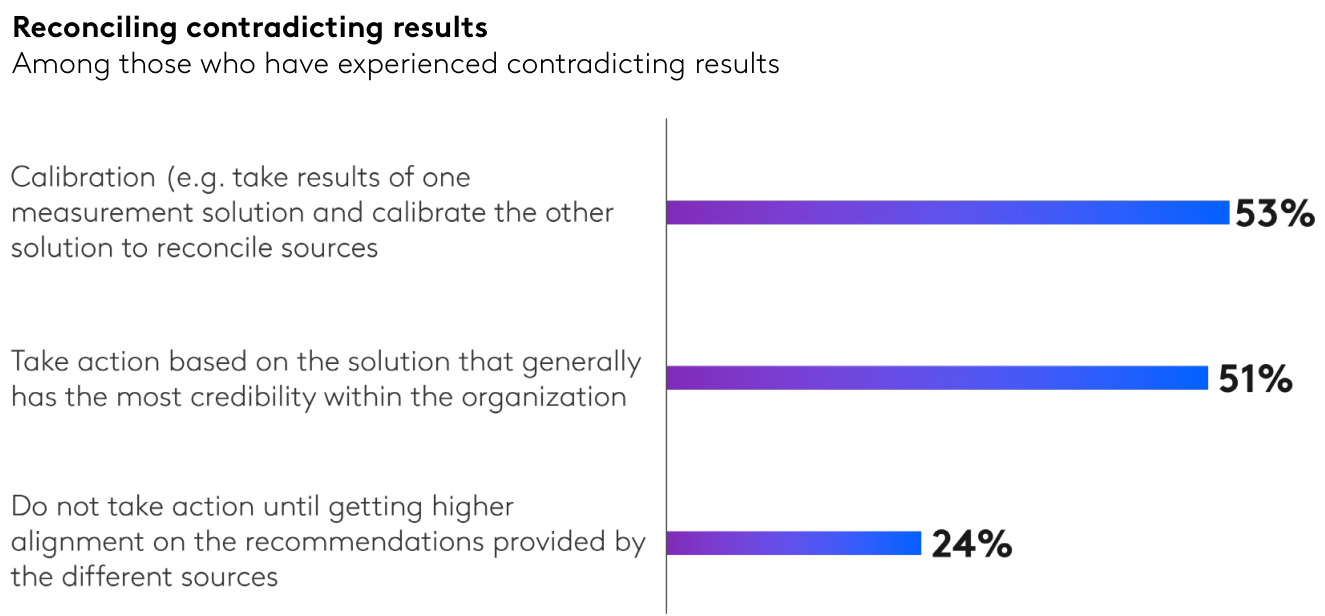 Reconciling contradicting results
Among those who have experienced contradicting results
Calibration (e.g. take results of one
measurement solution and calibrate the other
solution to reconcile sources
53%
Take action based on the solution that generally
has the most credibility within the organization
51%
Do not take action until getting higher
alignment on the recommendations provided by
the different sources
24%